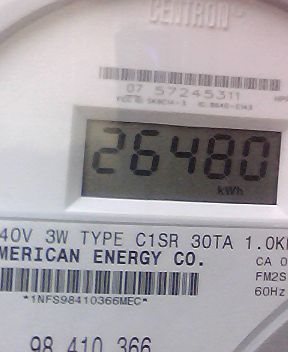 CENTRON
07 57245311
26480
kWh
40V 3W TYPE C1SR 30TA 1.0K
MERICAN ENERGY CO.
CA 0
FM2S
*1NFS98410366MEC*
60Hz
98 410 366